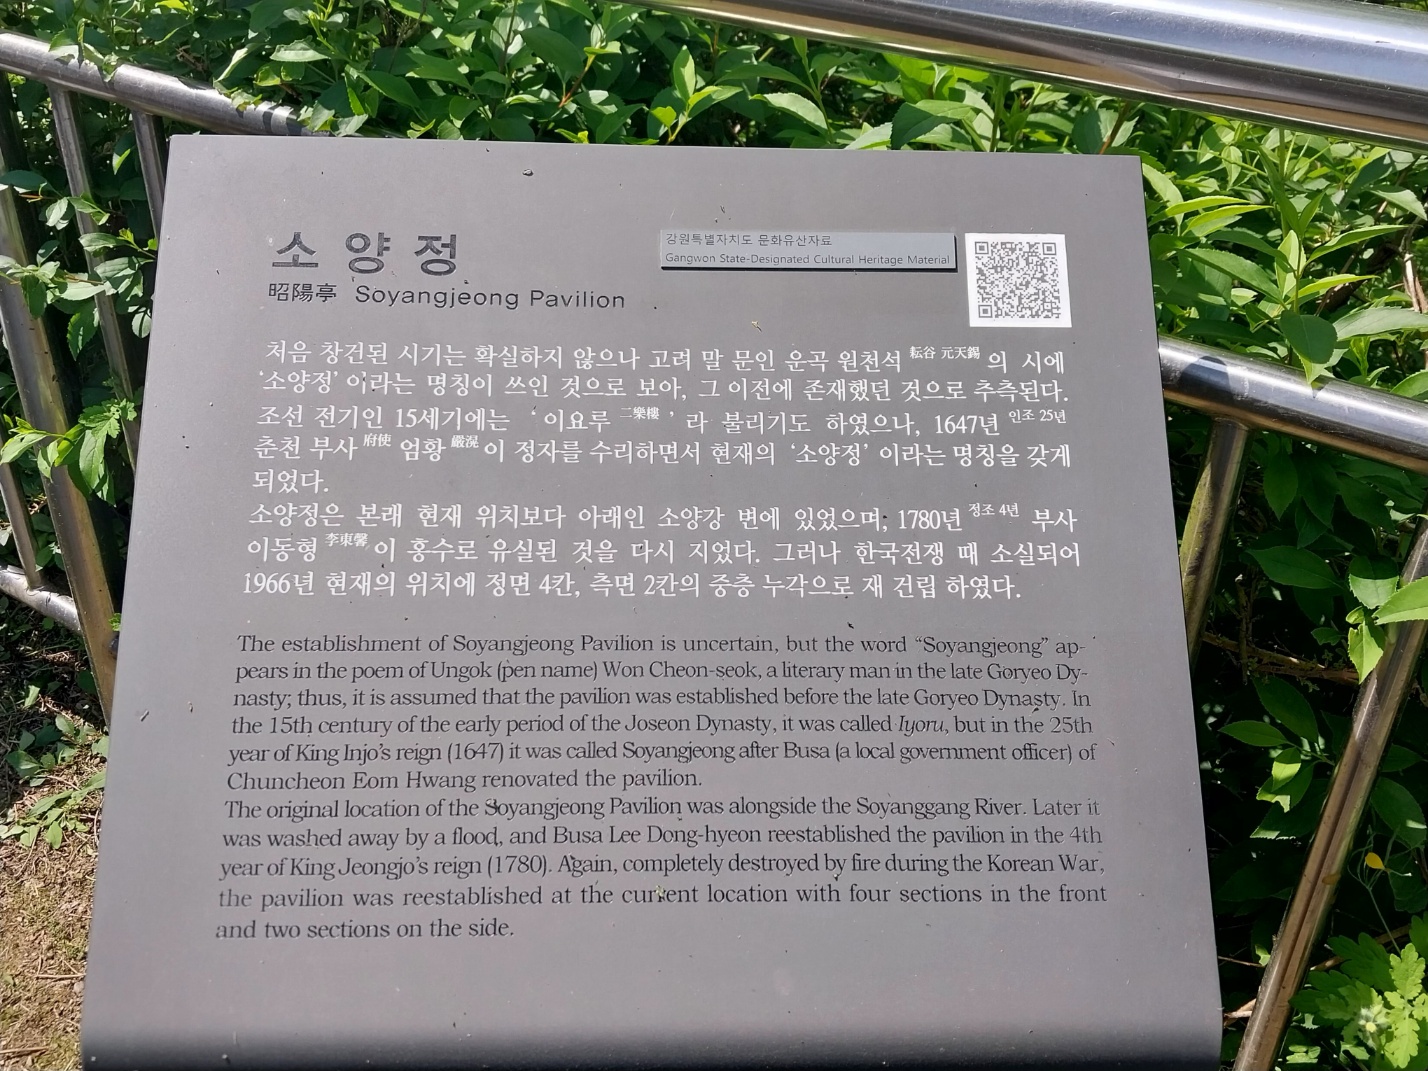 소양정
강원특별자치도 문화유산자료
Gangwon State-Designated Cultural Heritage Material
昭陽亭 Soyangjeong Pavilion
처음 창건된 시기는 확실하지 않으나 고려 말 문인 운곡 원천석 耘谷 元天錫 의 시에
‘소양정’ 이라는 명칭이 쓰인 것으로 보아, 그 이전에 존재했던 것으로 추측된다.
조선 전기인 15세기에는 ‘이요루 二樂樓 ’ 라 불리기도 하였으나, 1647년 인조 25년
춘천 부사 府使 엄황 嚴滉 이 정자를 수리하면서 현재의 ‘소양정’ 이라는 명칭을 갖게
되었다.
소양정은 본래 현재 위치보다 아래인 소양강 변에 있었으며, 1780년 정조 4년 부사
이동형 李東馨 이 홍수로 유실된 것을 다시 지었다. 그러나 한국전쟁 때 소실되어
1966년 현재의 위치에 정면 4칸, 측면 2칸의 중층 누각으로 재 건립 하였다.
The establishment of Soyangjeong Pavilion is uncertain, but the word “Soyangjeong” ap-
pears in the poem of Ungok (pen name) Won Cheon-seok, a literary man in the late Goryeo Dy-
nasty; thus, it is assumed that the pavilion was established before the late Goryeo Dynasty. In
the 15th century of the early period of the Joseon Dynasty, it was called Iyoru, but in the 25th
year of King Injo’s reign (1647) it was called Soyangjeong after Busa (a local government officer) of
Chuncheon Eom Hwang renovated the pavilion.
The original location of the Soyangjeong Pavilion was alongside the Soyanggang River. Later it
was washed away by a flood, and Busa Lee Dong-hyeon reestablished the pavilion in the 4th
year of King Jeongjo’s reign (1780). Again, completely destroyed by fire during the Korean War,
the pavilion was reestablished at the current location with four sections in the front
and two sections on the side.